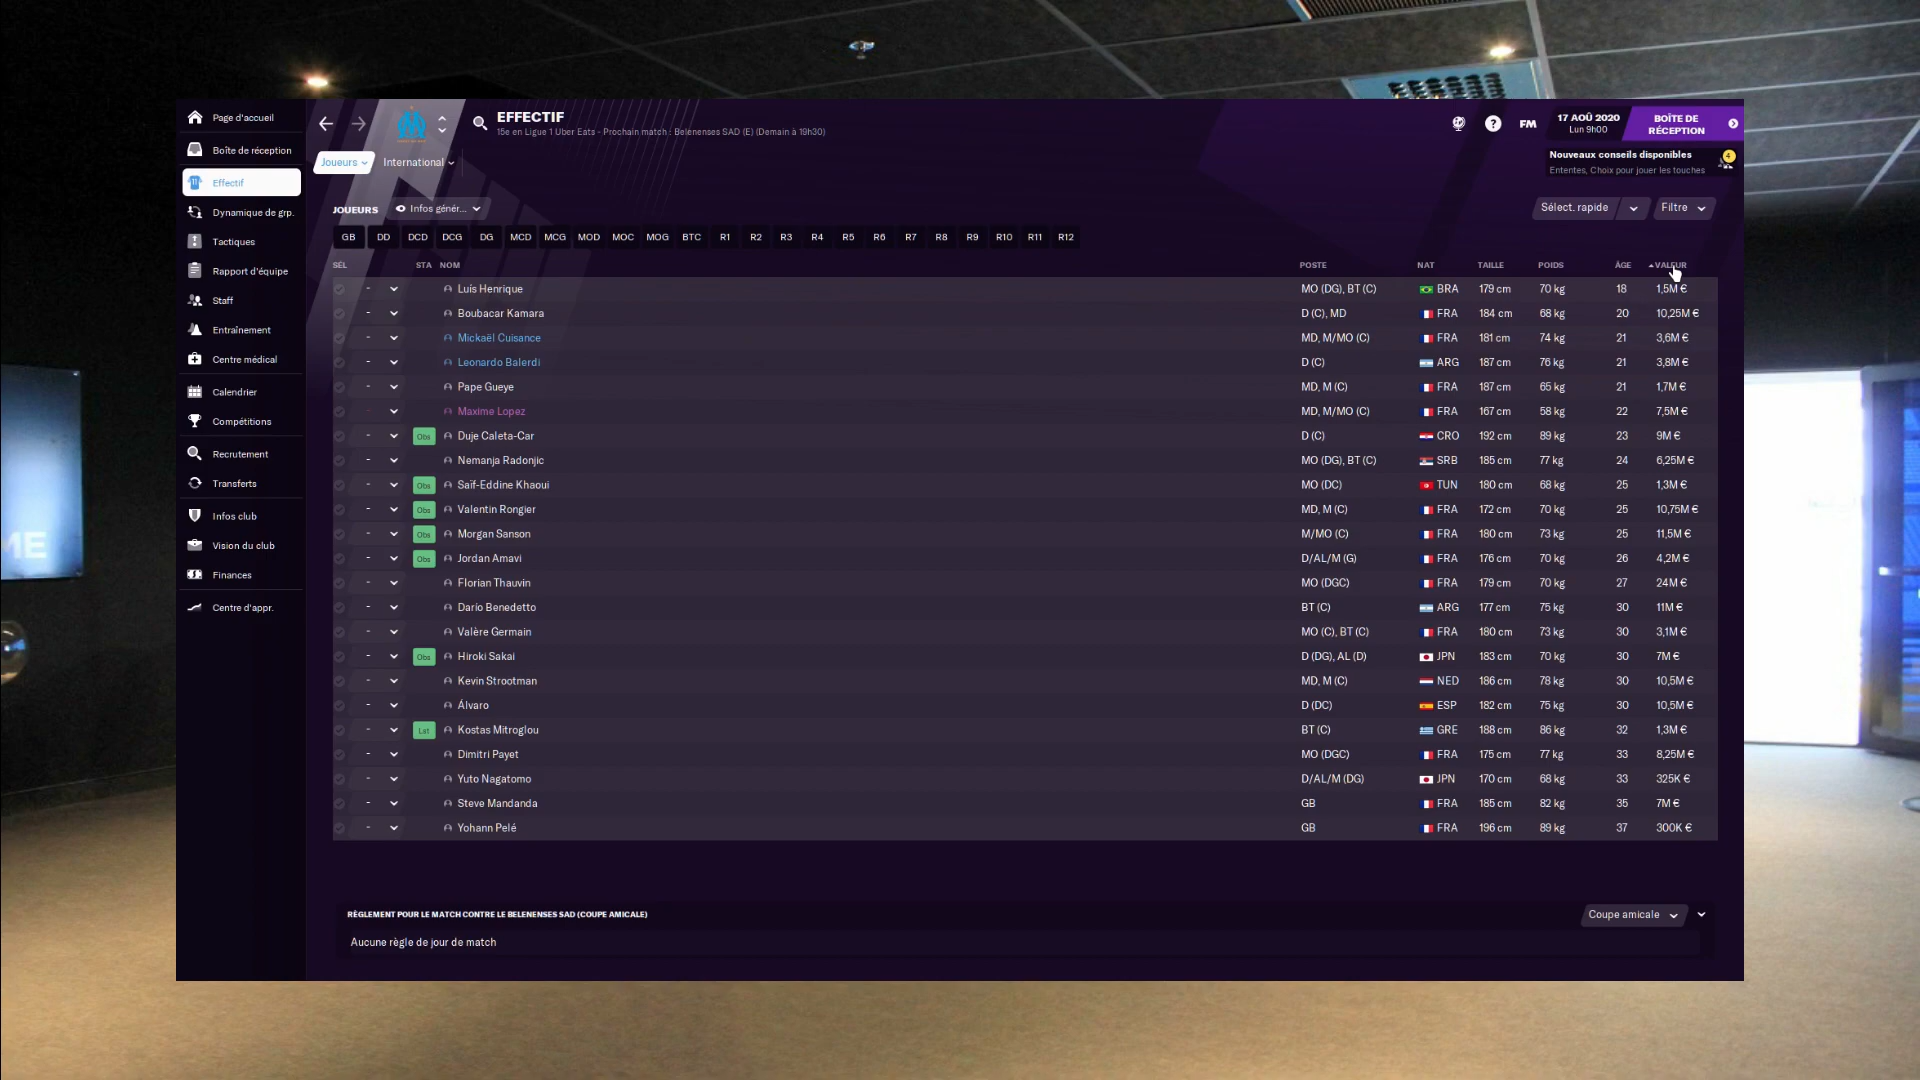 Page d'accueil
Boîte de réception
Effectif
Dynamique de grp.
Tactiques
Rapport d'équipe
Staff
Entraînement
Centre médical
Calendrier
Compétitions
Recrutement
Transferts
Infos club
Vision du club
Finances
Centre d'appr.
EFFECTIF
15e en Ligue 1 Uber Eats - Prochain match : Belenenses SAD (E) (Demain à 19h30)
FM
17 AOÛ 2020
Lun 9h00
BOÎTE DE
RÉCEPTION
Joueurs
International
Nouveaux conseils disponibles
Ententes, Choix pour jouer les touches
4
JOUEURS
Infos génér...
Sélect. rapide
Filtre
GB DD DCD DCG DG MCD MCG MOD MOC MOG BTC R1 R2 R3 R4 R5 R6 R7 R8 R9 R10 R11 R12
SÉL STA NOM POSTE NAT TAILLE POIDS ÂGE VALEUR
- Luís Henrique MO (DG), BT (C) BRA 179 cm 70 kg 18 1,5M €
- Boubacar Kamara D (C), MD FRA 184 cm 68 kg 20 10,25M €
- Mickaël Cuisance MD, M/MO (C) FRA 181 cm 74 kg 21 3,6M €
- Leonardo Balerdi D (C) ARG 187 cm 76 kg 21 3,8M €
- Pape Gueye MD, M (C) FRA 187 cm 65 kg 21 1,7M €
- Maxime Lopez MD, M/MO (C) FRA 167 cm 58 kg 22 7,5M €
- Obs Duje Caleta-Car D (C) CRO 192 cm 89 kg 23 9M €
- Nemanja Radonjic MO (DG), BT (C) SRB 185 cm 77 kg 24 6,25M €
- Obs Saïf-Eddine Khaoui MO (DC) TUN 180 cm 68 kg 25 1,3M €
- Obs Valentin Rongier MD, M (C) FRA 172 cm 70 kg 25 10,75M €
- Obs Morgan Sanson M/MO (C) FRA 180 cm 73 kg 25 11,5M €
- Obs Jordan Amavi D/AL/M (G) FRA 176 cm 70 kg 26 4,2M €
- Florian Thauvin MO (DGC) FRA 179 cm 70 kg 27 24M €
- Darío Benedetto BT (C) ARG 177 cm 75 kg 30 11M €
- Valère Germain MO (C), BT (C) FRA 180 cm 73 kg 30 3,1M €
- Obs Hiroki Sakai D (DG), AL (D) JPN 183 cm 70 kg 30 7M €
- Kevin Strootman MD, M (C) NED 186 cm 78 kg 30 10,5M €
- Álvaro D (DC) ESP 182 cm 75 kg 30 10,5M €
- Lst Kostas Mitroglou BT (C) GRE 188 cm 86 kg 32 1,3M €
- Dimitri Payet MO (DGC) FRA 175 cm 77 kg 33 8,25M €
- Yuto Nagatomo D/AL/M (DG) JPN 170 cm 68 kg 33 325K €
- Steve Mandanda GB FRA 185 cm 82 kg 35 7M €
- Yohann Pelé GB FRA 196 cm 89 kg 37 300K €
RÈGLEMENT POUR LE MATCH CONTRE LE BELENENSES SAD (COUPE AMICALE)
Coupe amicale
Aucune règle de jour de match